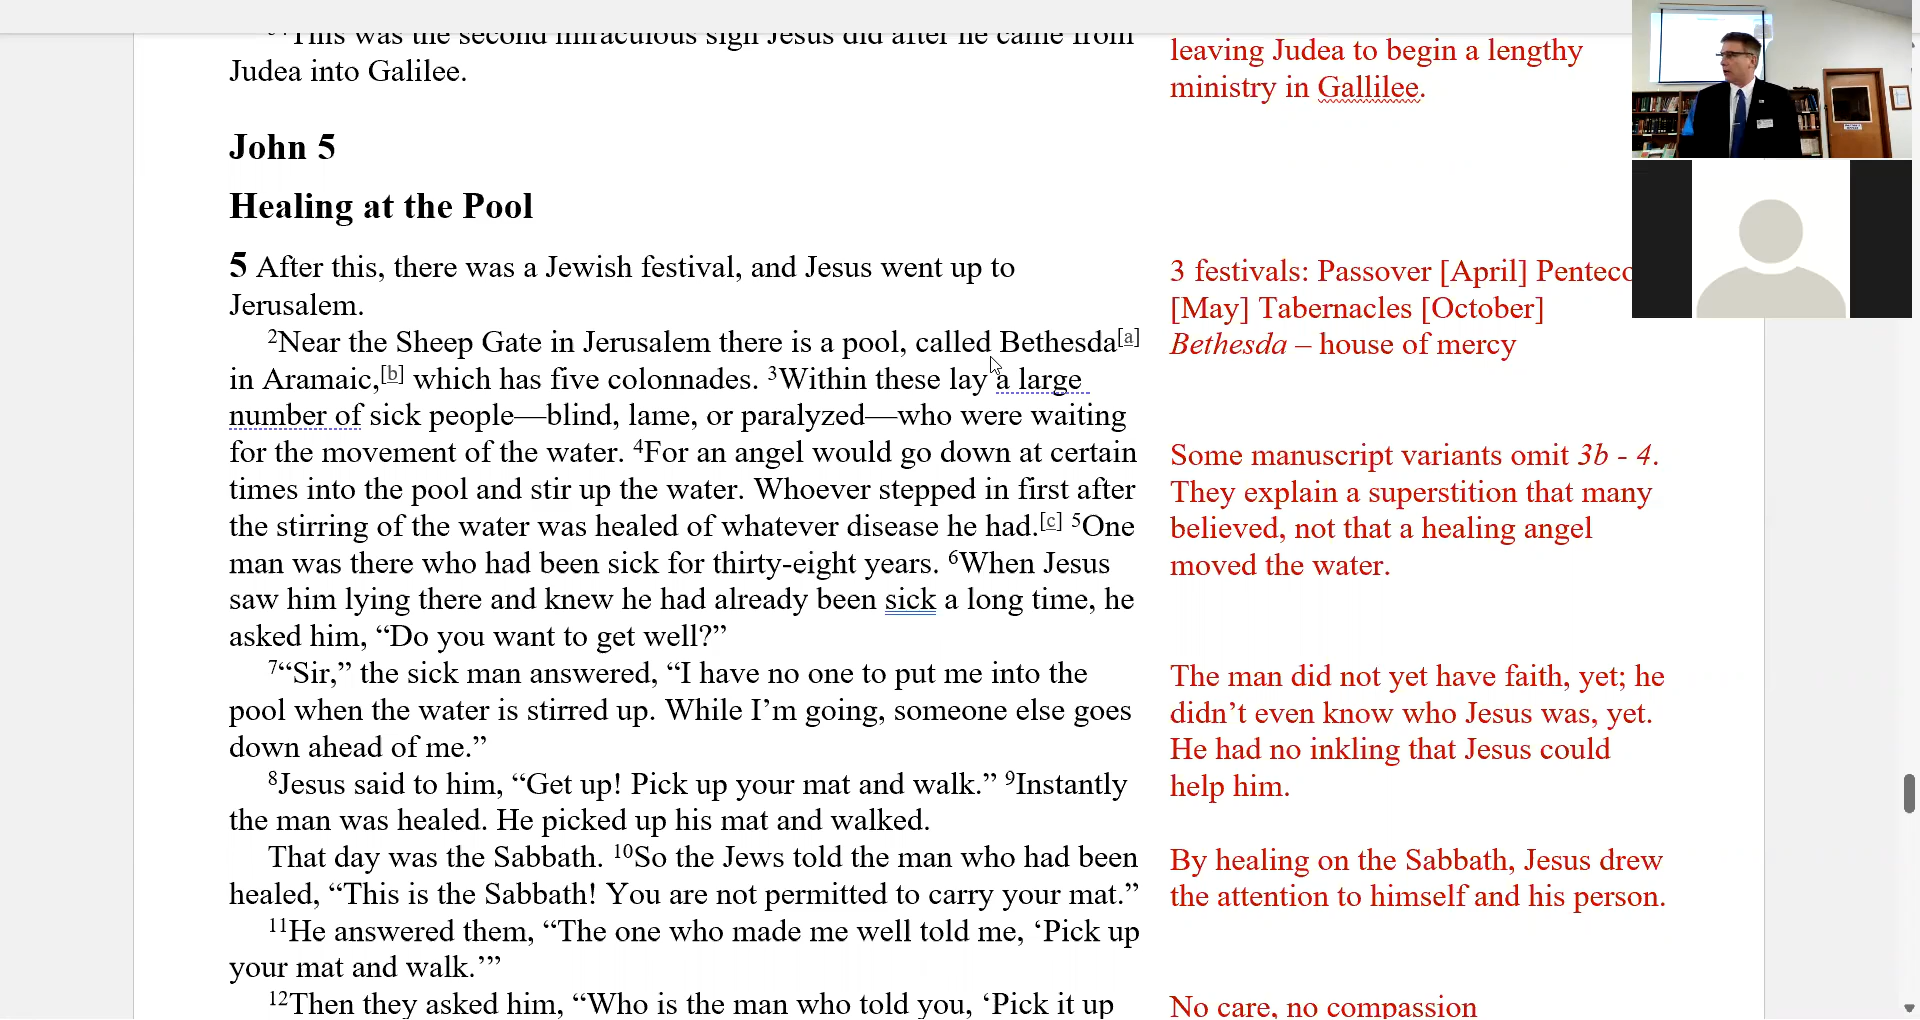 ³⁴This was the second miraculous sign Jesus did after he came from
Judea into Galilee.
leaving Judea to begin a lengthy
ministry in Gallilee.
John 5
Healing at the Pool
5 After this, there was a Jewish festival, and Jesus went up to
Jerusalem.
²Near the Sheep Gate in Jerusalem there is a pool, called Bethesda[a]
in Aramaic,[b] which has five colonnades. ³Within these lay a large
number of sick people—blind, lame, or paralyzed—who were waiting
for the movement of the water. ⁴For an angel would go down at certain
times into the pool and stir up the water. Whoever stepped in first after
the stirring of the water was healed of whatever disease he had.[c] ⁵One
man was there who had been sick for thirty-eight years. ⁶When Jesus
saw him lying there and knew he had already been sick a long time, he
asked him, “Do you want to get well?”
⁷“Sir,” the sick man answered, “I have no one to put me into the
pool when the water is stirred up. While I’m going, someone else goes
down ahead of me.”
⁸Jesus said to him, “Get up! Pick up your mat and walk.” ⁹Instantly
the man was healed. He picked up his mat and walked.
That day was the Sabbath. ¹⁰So the Jews told the man who had been
healed, “This is the Sabbath! You are not permitted to carry your mat.”
¹¹He answered them, “The one who made me well told me, ‘Pick up
your mat and walk.’”
¹²Then they asked him, “Who is the man who told you, ‘Pick it up
3 festivals: Passover [April] Penteco
[May] Tabernacles [October]
Bethesda – house of mercy
Some manuscript variants omit 3b - 4.
They explain a superstition that many
believed, not that a healing angel
moved the water.
The man did not yet have faith, yet; he
didn’t even know who Jesus was, yet.
He had no inkling that Jesus could
help him.
By healing on the Sabbath, Jesus drew
the attention to himself and his person.
No care, no compassion